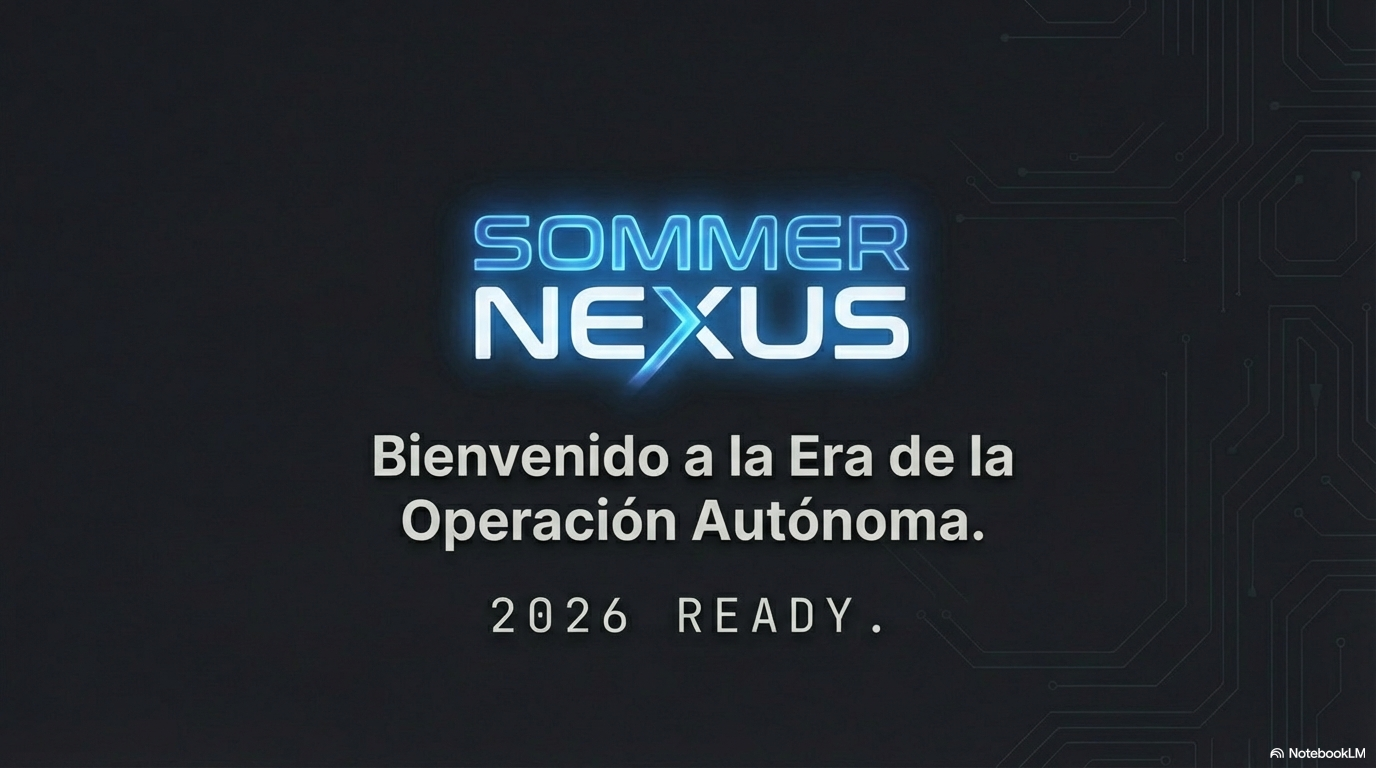 SOMMER
NEXUS
Bienvenido a la Era de la
Operación Autónoma.
2026 READY.
NotebookLM